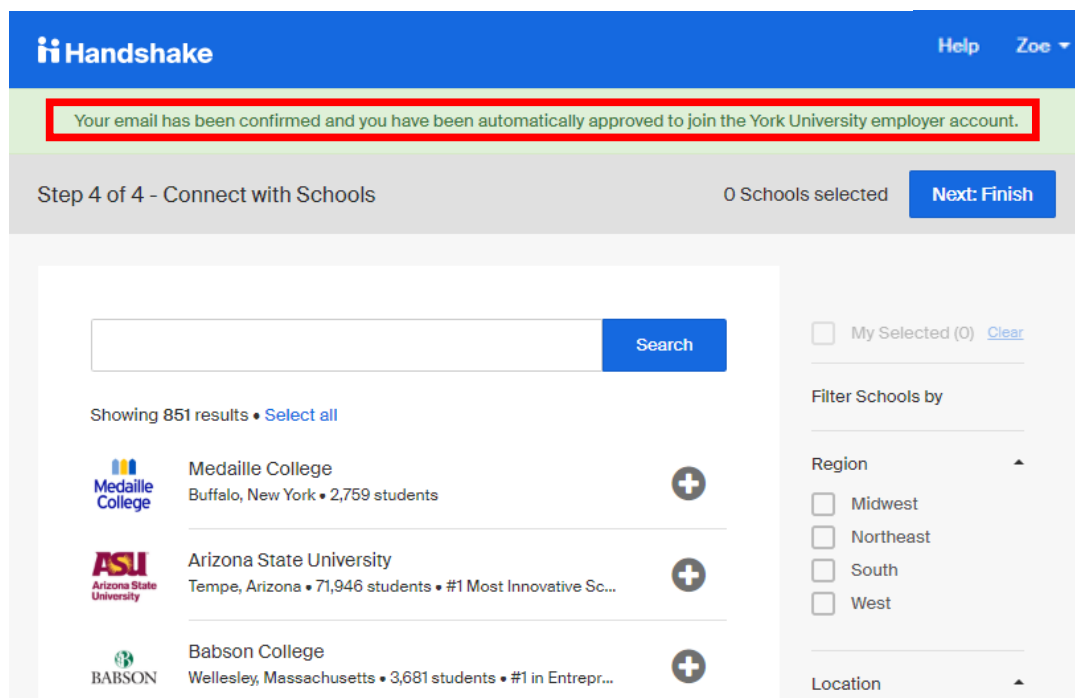 Handshake
Help Zoe
Your email has been confirmed and you have been automatically approved to join the York University employer account.
Step 4 of 4 - Connect with Schools
0 Schools selected
Next: Finish
Search
Showing 851 results • Select all
Medaille
College
Medaille College
Buffalo, New York • 2,759 students
ASU
Arizona State
University
Arizona State University
Tempe, Arizona • 71,946 students • #1 Most Innovative Sc...
BABSON
Babson College
Wellesley, Massachusetts • 3,681 students • #1 in Entrepr...
My Selected (0) Clear
Filter Schools by
Region
Midwest
Northeast
South
West
Location